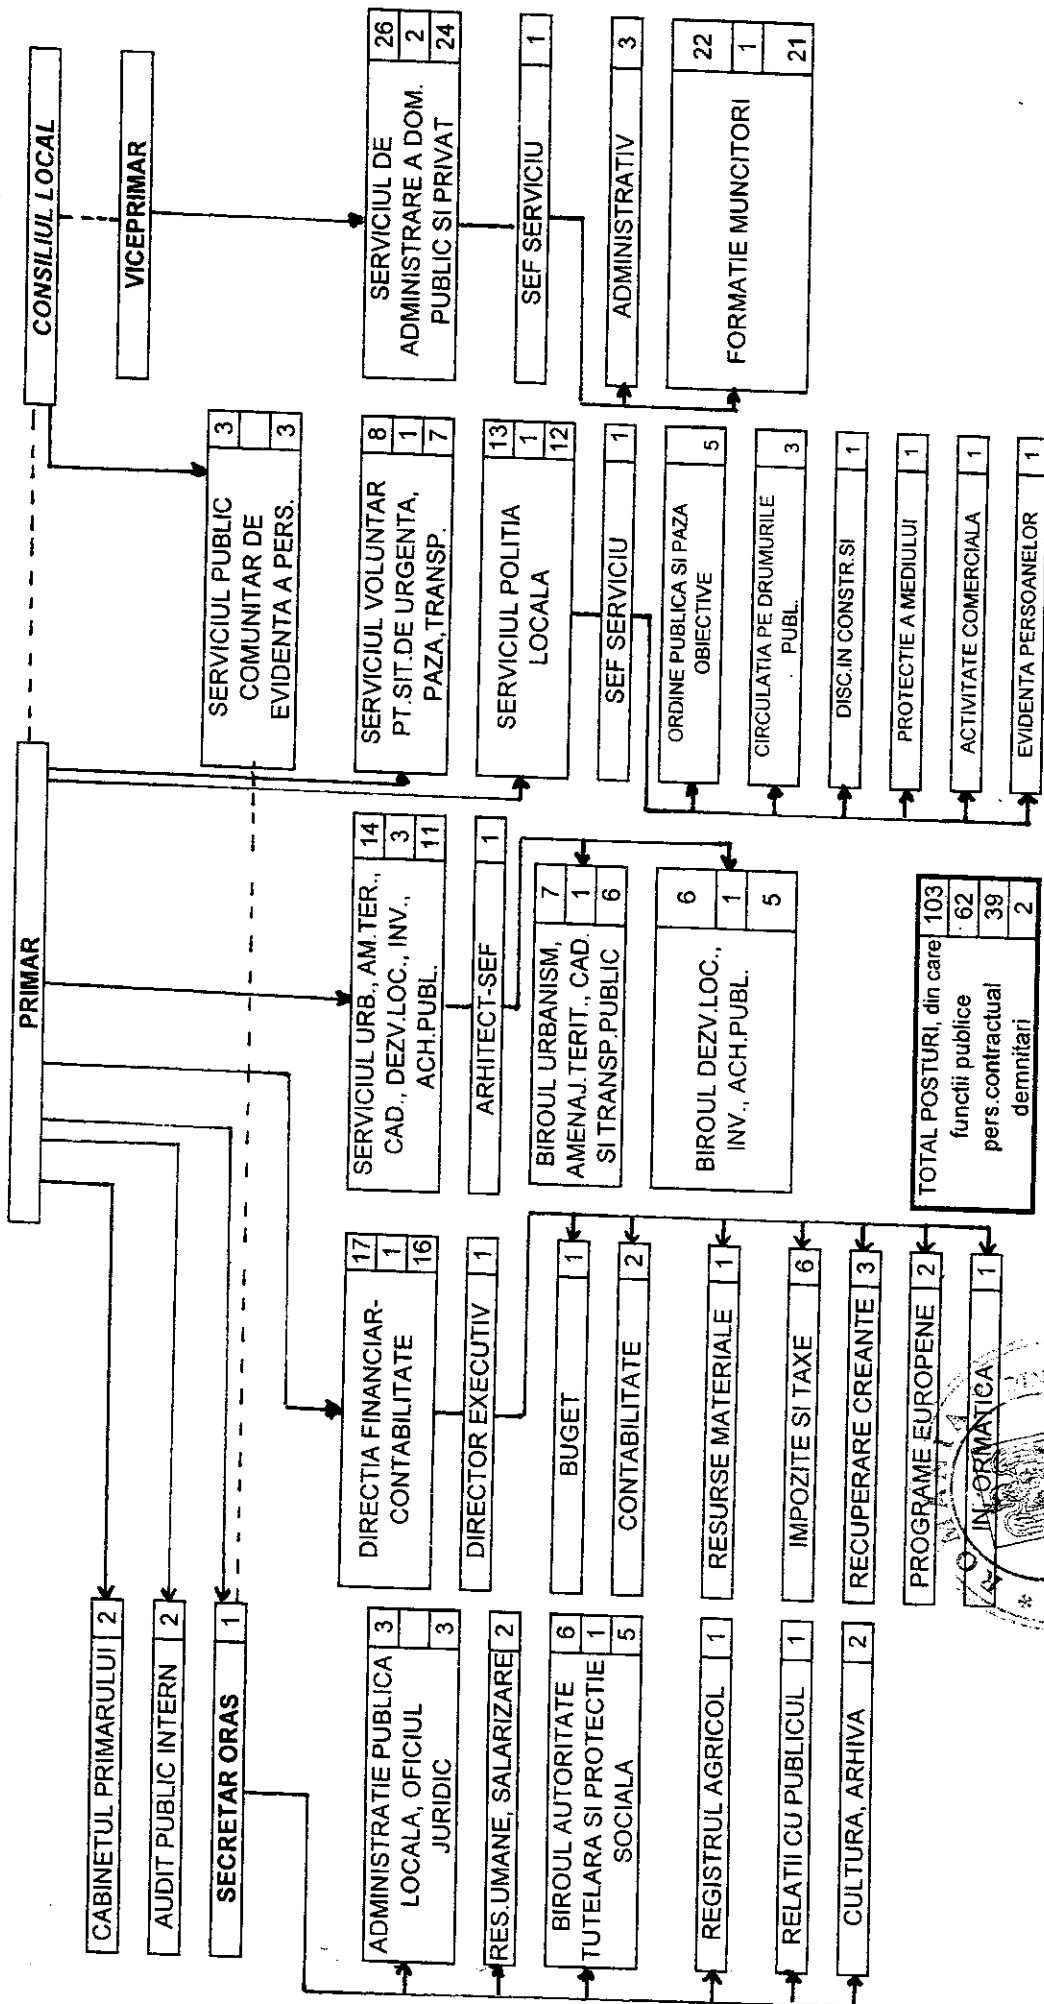 CONSILIUL LOCAL
PRIMAR
VICEPRIMAR
CABINETUL PRIMARULUI 2
AUDIT PUBLIC INTERN 2
SECRETAR ORAS 1
SERVICIUL PUBLIC 3
COMUNITAR DE
EVIDENTA A PERS. 3
ADMINISTRATIE PUBLICA 3
LOCALA, OFICIUL
JURIDIC 3
RES.UMANE, SALARIZARE 2
BIROUL AUTORITATE 6
TUTELARA SI PROTECTIE 1
SOCIALA 5
REGISTRUL AGRICOL 1
RELATII CU PUBLICUL 1
CULTURA, ARHIVA 2
DIRECTIA FINANCIAR- 17
CONTABILITATE 1
16
DIRECTOR EXECUTIV 1
BUGET 1
CONTABILITATE 2
RESURSE MATERIALE 1
IMPOZITE SI TAXE 6
RECUPERARE CREANTE 3
PROGRAME EUROPENE 2
INFORMATICA 1
SERVICIUL URB., AM.TER., 14
CAD., DEZV.LOC., INV., 3
ACH.PUBL. 11
ARHITECT-SEF 1
BIROUL URBANISM, 7
AMENAJ.TERIT., CAD. 1
SI TRANSP.PUBLIC 6
BIROUL DEZV.LOC., 6
INV., ACH.PUBL. 1
5
SERVICIUL VOLUNTAR 8
PT.SIT.DE URGENTA, 1
PAZA,TRANSP. 7
SERVICIUL POLITIA 13
LOCALA 1
12
SEF SERVICIU 1
ORDINE PUBLICA SI PAZA
OBIECTIVE 5
CIRCULATIA PE DRUMURILE
PUBL. 3
DISC.IN CONSTR.SI 1
PROTECTIE A MEDIULUI 1
ACTIVITATE COMERCIALA 1
EVIDENTA PERSOANELOR 1
SERVICIUL DE 26
ADMINISTRARE A DOM. 2
PUBLIC SI PRIVAT 24
SEF SERVICIU 1
ADMINISTRATIV 3
FORMATIE MUNCITORI 22
1
21
TOTAL POSTURI, din care 103
functii publice 62
pers.contractual 39
demnitari 2